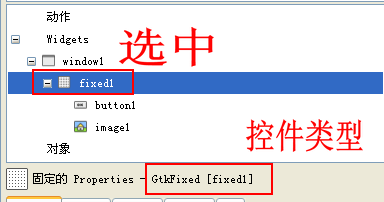 动作
Widgets
选中
window1
fixed1
button1
image1
控件类型
对象
固定的 Properties - GtkFixed [fixed1]